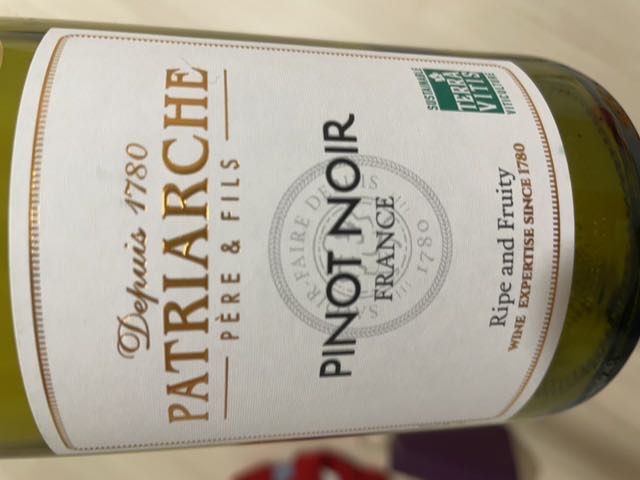 Depuis 1780
PATRIARCHE
PÈRE & FILS
PINOT NOIR
FRANCE
1780
Ripe and Fruity
WINE EXPERTISE SINCE 1780
SUSTAINABLE
TERRA
VITIS
VITICULTURE